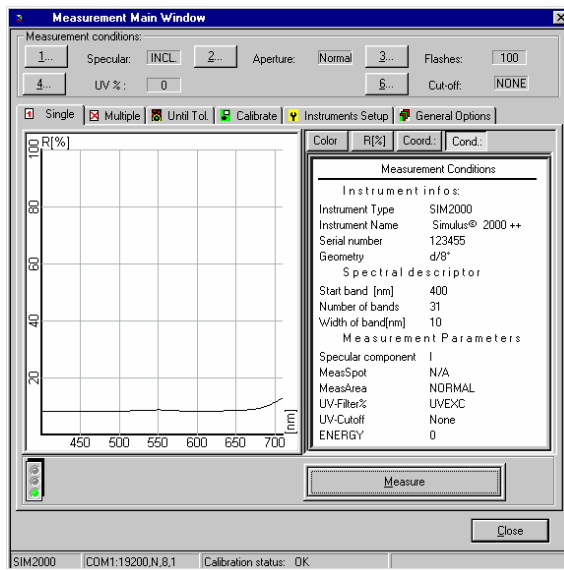 Measurement Main Window
Measurement conditions:
1... Specular: INCL. 2... Aperture: Normal 3... Flashes: 100
4... UV % : 0 6... Cut-off: NONE
Single Multiple Until Tol. Calibrate Instruments Setup General Options
Color R[%] Coord.: Cond.:
R[%]
100
80
60
40
20
450 500 550 600 650 700
[nm]
Measurement Conditions
Instrument infos:
Instrument Type SIM2000
Instrument Name Simulus© 2000 ++
Serial number 123455
Geometry d/8°
Spectral descriptor
Start band [nm] 400
Number of bands 31
Width of band[nm] 10
Measurement Parameters
Specular component I
MeasSpot N/A
MeasArea NORMAL
UV-Filter% UVEXC
UV-Cutoff None
ENERGY 0
Measure
Close
SIM2000 COM1:19200,N,8,1 Calibration status: OK